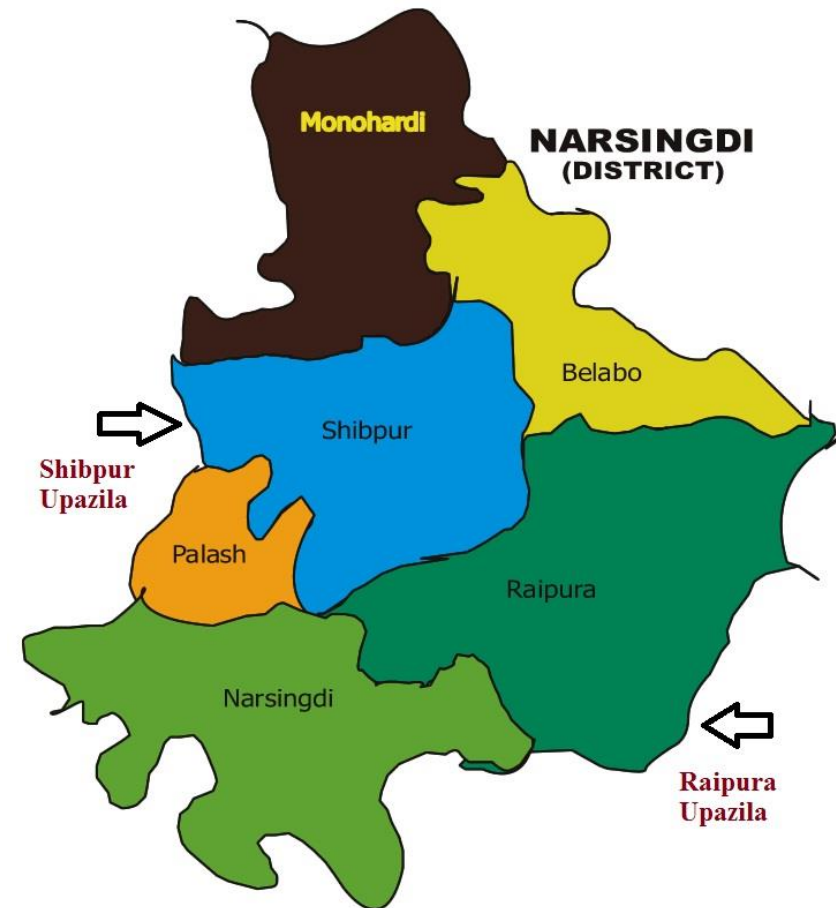 Monohardi
NARSINGDI
(DISTRICT)
Belabo
Shibpur
Shibpur
Upazila
Palash
Raipura
Narsingdi
Raipura
Upazila